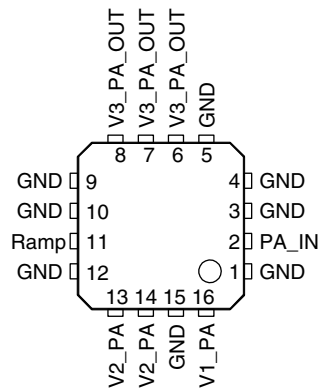 V3_PA_OUT
V3_PA_OUT
V3_PA_OUT
GND
8 7 6 5
GND 9 4 GND
GND 10 3 GND
Ramp 11 2 PA_IN
GND 12 1 GND
13 14 15 16
V2_PA
V2_PA
GND
V1_PA